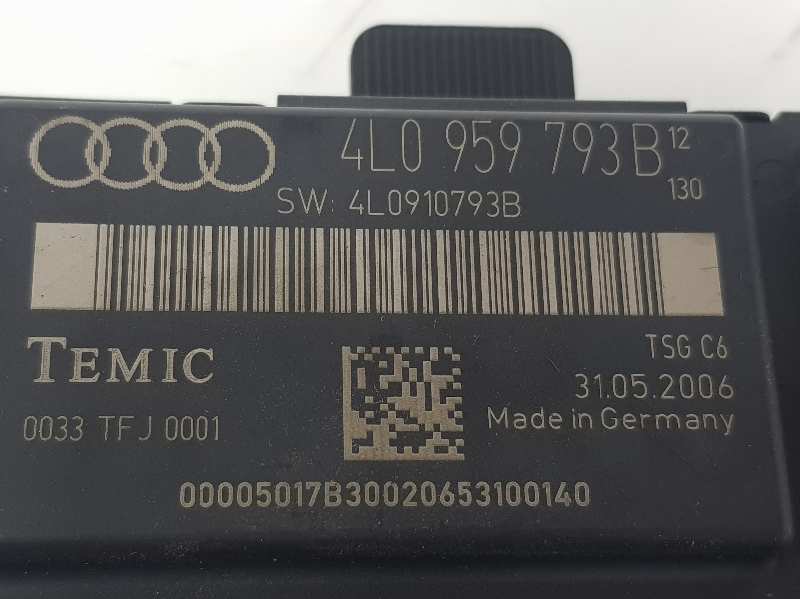 4L0 959 793 B 12
130
SW: 4L0910793B
TEMIC
TSG C6
31.05.2006
0033 TFJ 0001
Made in Germany
00005017B30020653100140